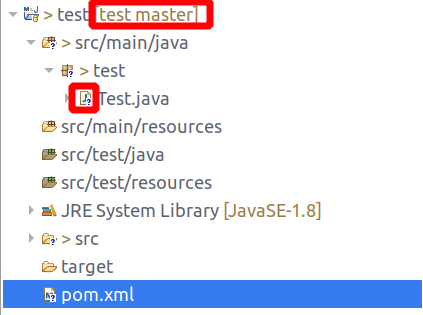 > test [test master]
> src/main/java
> test
Test.java
src/main/resources
src/test/java
src/test/resources
JRE System Library [JavaSE-1.8]
> src
target
pom.xml